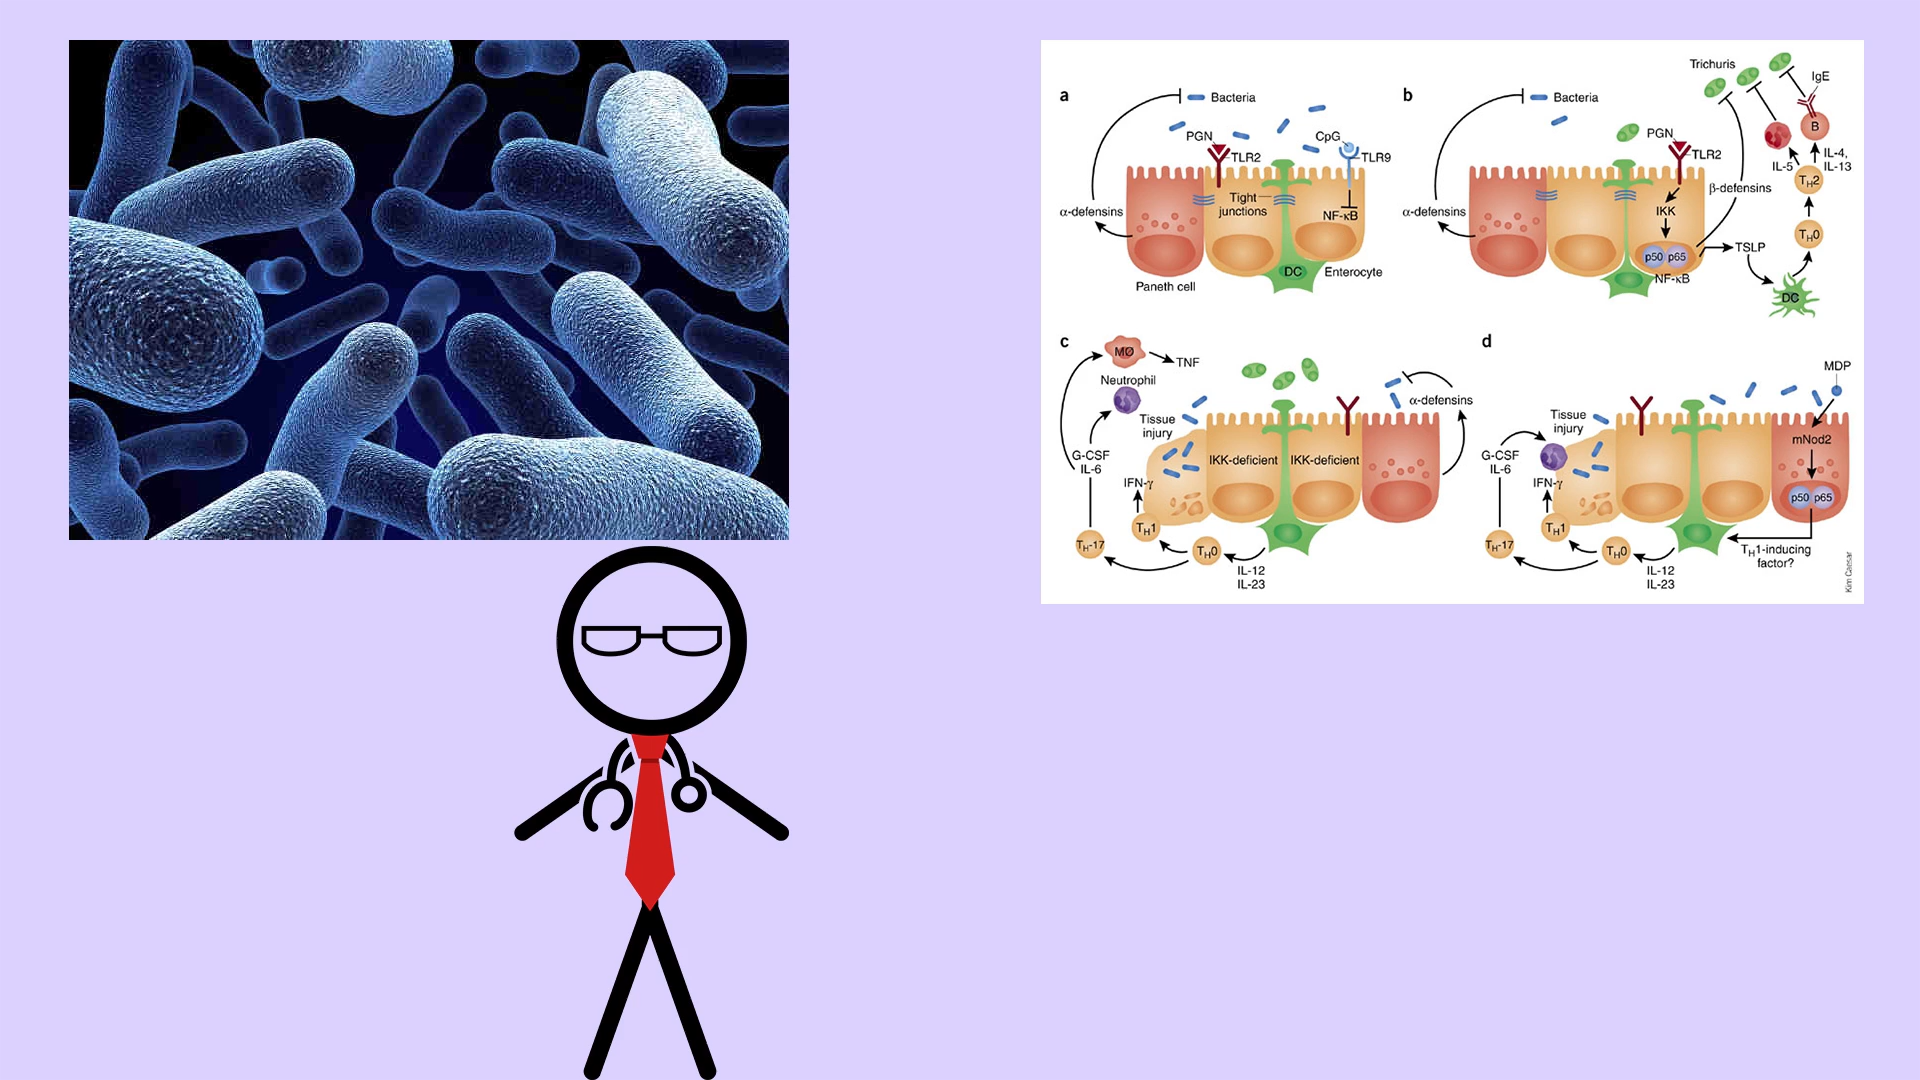 a
Bacteria
PGN
TLR2
CpG
TLR9
α-defensins
Tight
junctions
NF-κB
DC
Enterocyte
Paneth cell
b
Bacteria
Trichuris
IgE
B
PGN
TLR2
IL-5
IL-4,
IL-13
TH2
β-defensins
α-defensins
IKK
TH0
p50 p65
NF-κB
TSLP
DC
c
MØ
TNF
Neutrophil
Tissue
injury
α-defensins
G-CSF
IL-6
IKK-deficient
IKK-deficient
IFN-γ
TH1
TH-17
TH0
IL-12
IL-23
d
MDP
Tissue
injury
mNod2
G-CSF
IL-6
IFN-γ
p50 p65
TH1
TH-17
TH0
TH1-inducing
factor?
IL-12
IL-23
Kim Caesar